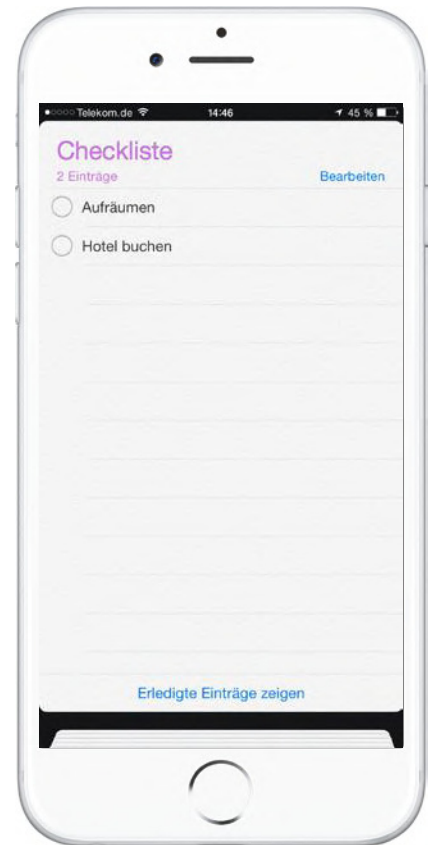 Telekom.de 14:46 45 %
Checkliste
2 Einträge Bearbeiten
Aufräumen
Hotel buchen
Erledigte Einträge zeigen